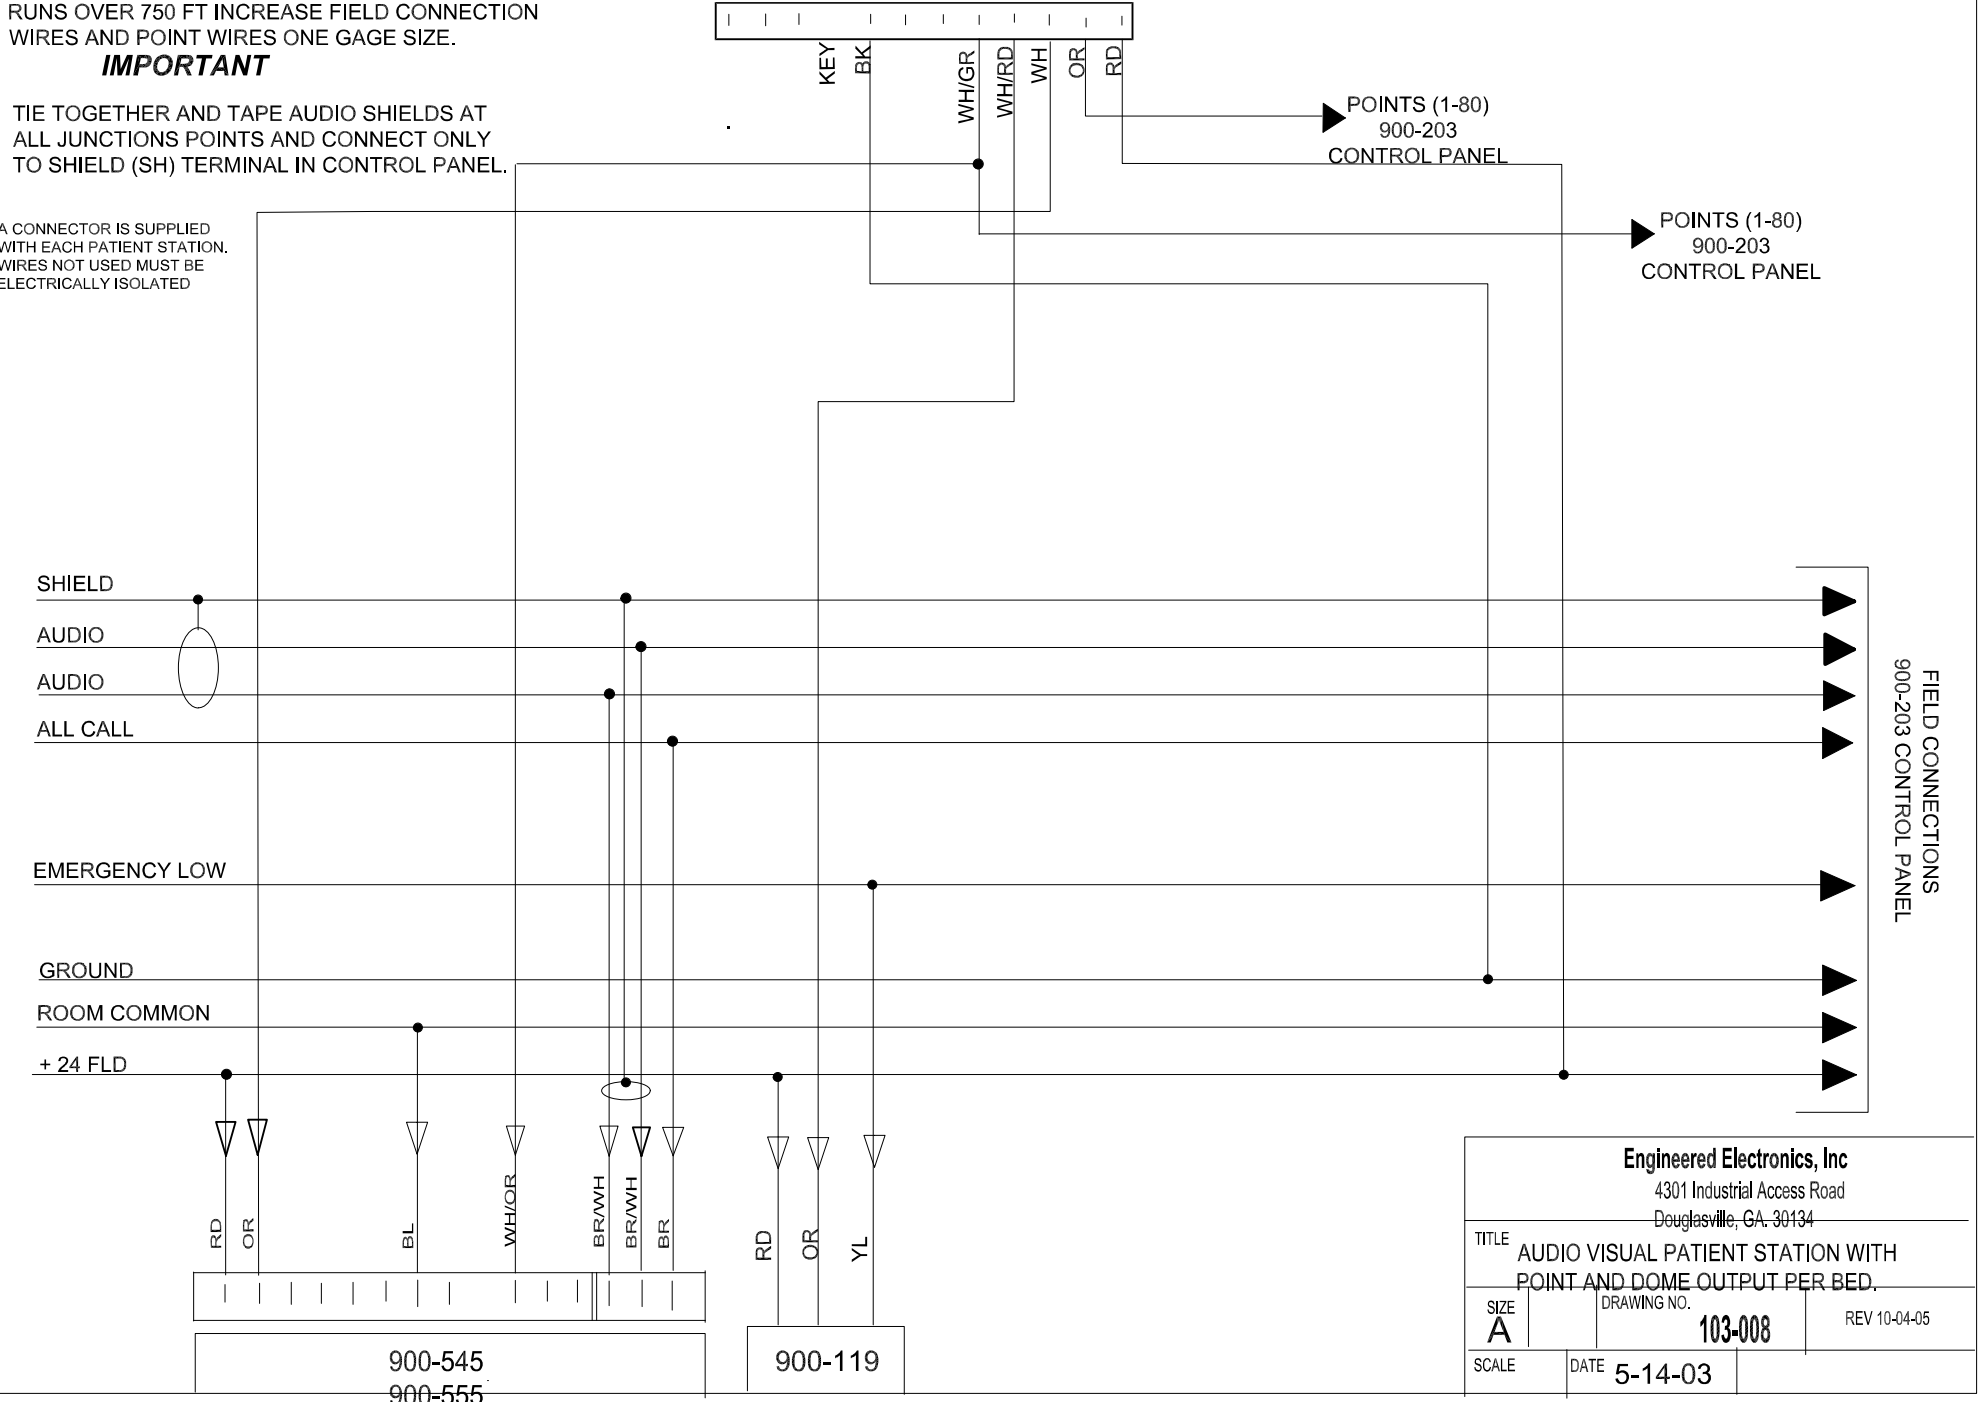 RUNS OVER 750 FT INCREASE FIELD CONNECTION
WIRES AND POINT WIRES ONE GAGE SIZE.
IMPORTANT
TIE TOGETHER AND TAPE AUDIO SHIELDS AT
ALL JUNCTIONS POINTS AND CONNECT ONLY
TO SHIELD (SH) TERMINAL IN CONTROL PANEL.
A CONNECTOR IS SUPPLIED
WITH EACH PATIENT STATION.
WIRES NOT USED MUST BE
ELECTRICALLY ISOLATED
KEY
BK
WH/GR
WH/RD
WH
OR
RD
POINTS (1-80)
900-203
CONTROL PANEL
POINTS (1-80)
900-203
CONTROL PANEL
SHIELD
AUDIO
AUDIO
ALL CALL
EMERGENCY LOW
GROUND
ROOM COMMON
+ 24 FLD
FIELD CONNECTIONS
900-203 CONTROL PANEL
RD
OR
BL
WH/OR
BR/WH
BR/WH
BR
RD
OR
YL
900-545
900-555
900-119
Engineered Electronics, Inc
4301 Industrial Access Road
Douglasville, GA. 30134
TITLE
AUDIO VISUAL PATIENT STATION WITH
POINT AND DOME OUTPUT PER BED.
SIZE
A
DRAWING NO.
103-008
REV 10-04-05
SCALE
DATE 5-14-03